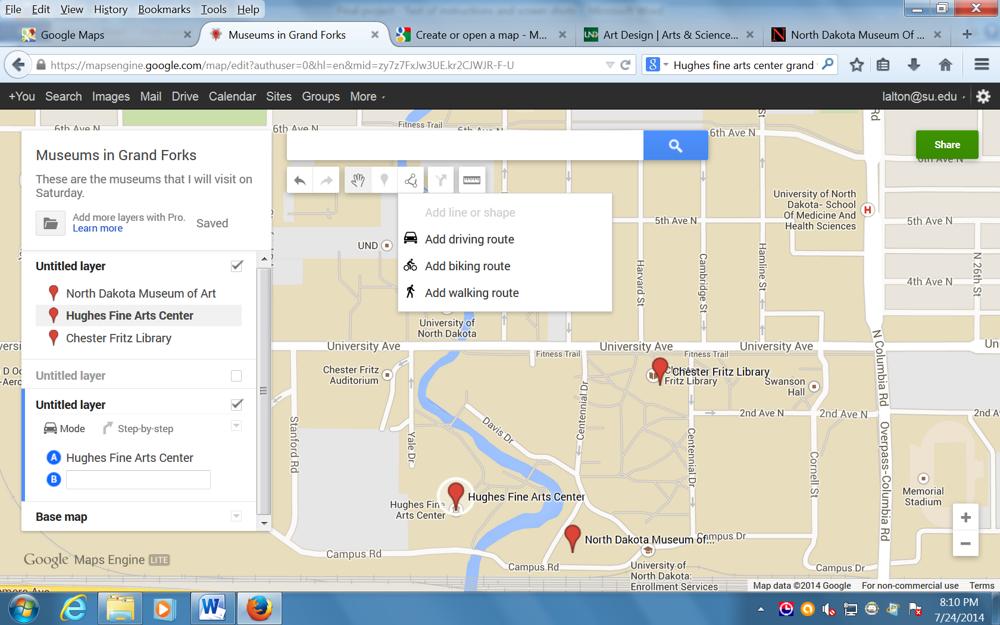 File Edit View History Bookmarks Tools Help
Google Maps
Museums in Grand Forks
Create or open a map - M...
Art Design | Arts & Science...
North Dakota Museum Of ...
https://mapsengine.google.com/map/edit?authuser=0&hl=en&mid=zy7z7FxJw3UE.kr2CJWJR-F-U
Hughes fine arts center grand
+You Search Images Mail Drive Calendar Sites Groups More
lalton@su.edu
Museums in Grand Forks
These are the museums that I will visit on
Saturday.
Add more layers with Pro.
Learn more
Saved
Untitled layer
North Dakota Museum of Art
Hughes Fine Arts Center
Chester Fritz Library
Untitled layer
Untitled layer
Mode Step-by-step
A Hughes Fine Arts Center
B
Base map
Google Maps Engine LITE
Share
Add line or shape
Add driving route
Add biking route
Add walking route
6th Ave N
6th Ave N
Fitness Trail
6th Ave N
6th Ave N
6th Ave N
University of North
Dakota- School
Of Medicine And
Health Sciences
H
5th Ave N
5th Ave N
4th Ave N
N 26th St
Hamline St
Cambridge St
Harvard St
UND
University of
North Dakota
University Ave
University Ave
University Ave
Fitness Trail
Fitness Trail
Chester Fritz
Auditorium
Chester Fritz Library
Fritz Library
Swanson
Hall
2nd Ave N
2nd Ave N
2nd A
N Columbia Rd
Overpass-Columbia Rd
Stanford Rd
Yale Dr
Davis Dr
Centennial Dr
Centennial Dr
Cornell St
Hughes Fine Arts Center
Hughes Fine
Arts Center
North Dakota Museum of...
Campus Dr
Campus Rd
Campus Rd
Campus Dr
University of
North Dakota:
Enrollment Services
Memorial
Stadium
+
−
Map data ©2014 Google For non-commercial use Terms
8:10 PM
7/24/2014